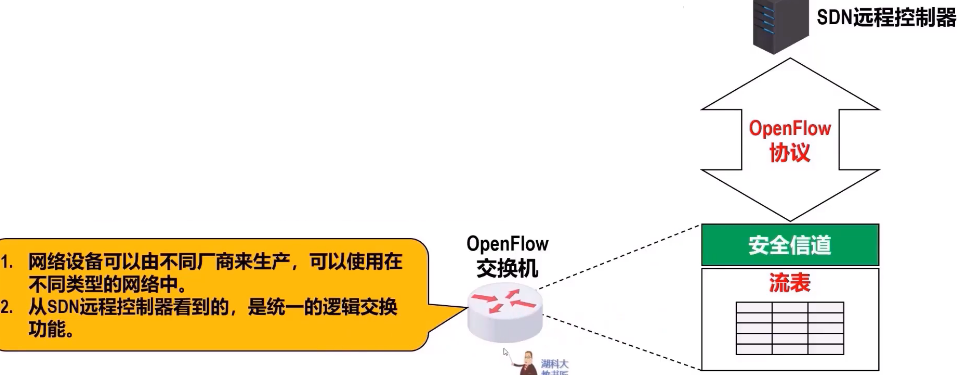 SDN远程控制器
OpenFlow
协议
安全信道
流表
OpenFlow
交换机
1. 网络设备可以由不同厂商来生产，可以使用在
不同类型的网络中。
2. 从SDN远程控制器看到的，是统一的逻辑交换
功能。
湖科大